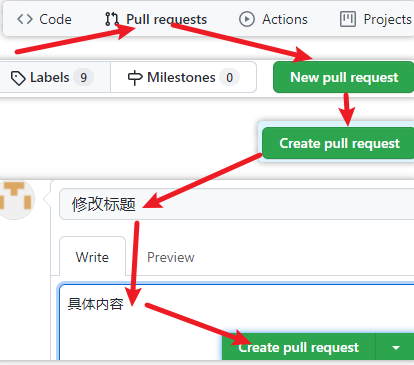 Code Pull requests Actions Projects
Labels 9 Milestones 0 New pull request
Create pull request
修改标题
Write Preview
具体内容
Create pull request